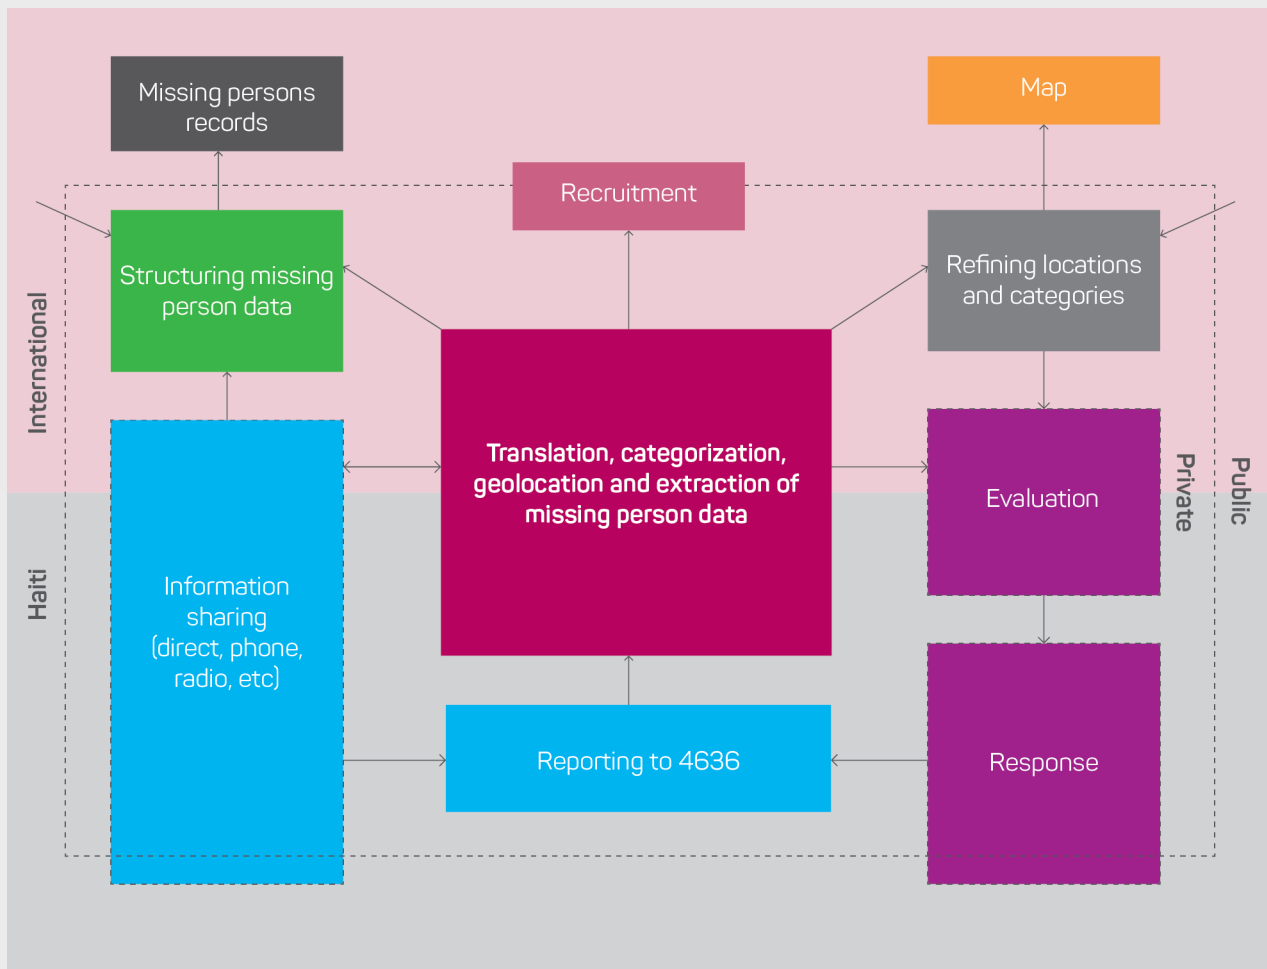 Missing persons
records
Map
Recruitment
Structuring missing
person data
Refining locations
and categories
International
Translation, categorization,
geolocation and extraction of
missing person data
Evaluation
Private
Public
Haiti
Information
sharing
(direct, phone,
radio, etc)
Reporting to 4636
Response